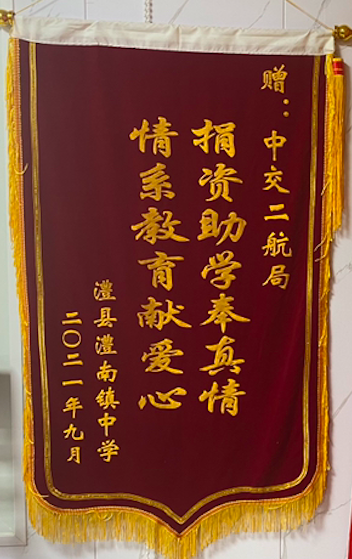 赠：中交二航局
捐资助学奉真情
情系教育献爱心
澧县澧南镇中学
二〇二一年九月